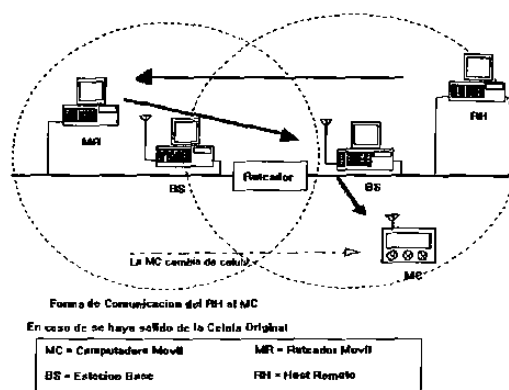 RH
MR
BS
Ruteador
BS
La MC cambia de celula
MC
Forma de Comunicacion del RH al MC
En caso de se haya salido de la Celula Original
MC = Computadora Movil
MR = Ruteador Movil
BS = Estacion Base
RH = Host Remoto